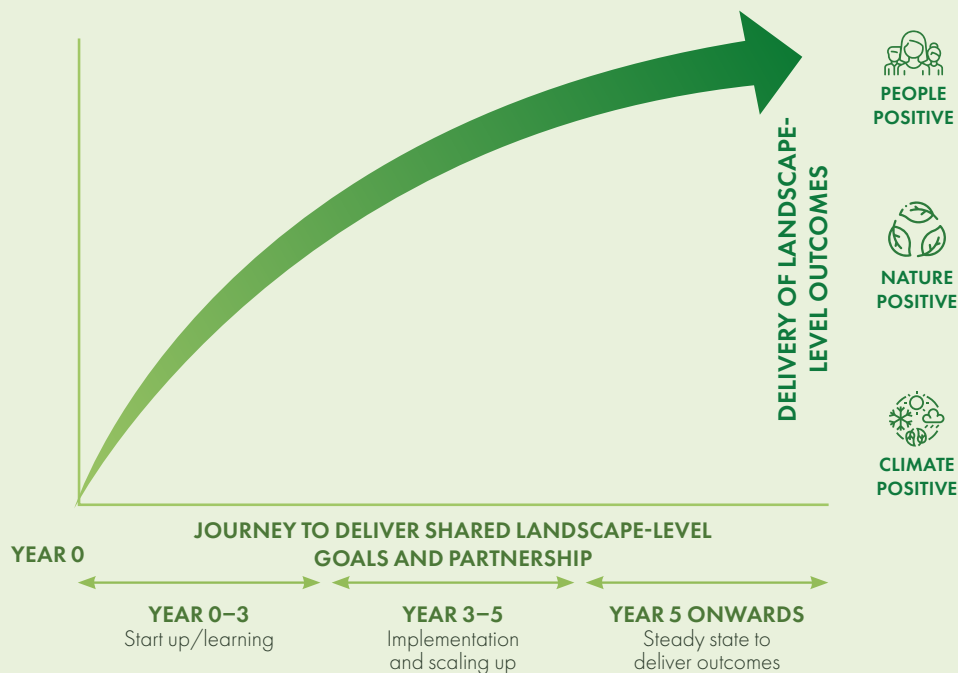 PEOPLE
POSITIVE
DELIVERY OF LANDSCAPE-
LEVEL OUTCOMES
NATURE
POSITIVE
CLIMATE
POSITIVE
YEAR 0
JOURNEY TO DELIVER SHARED LANDSCAPE-LEVEL
GOALS AND PARTNERSHIP
YEAR 0–3
Start up/learning
YEAR 3–5
Implementation
and scaling up
YEAR 5 ONWARDS
Steady state to
deliver outcomes